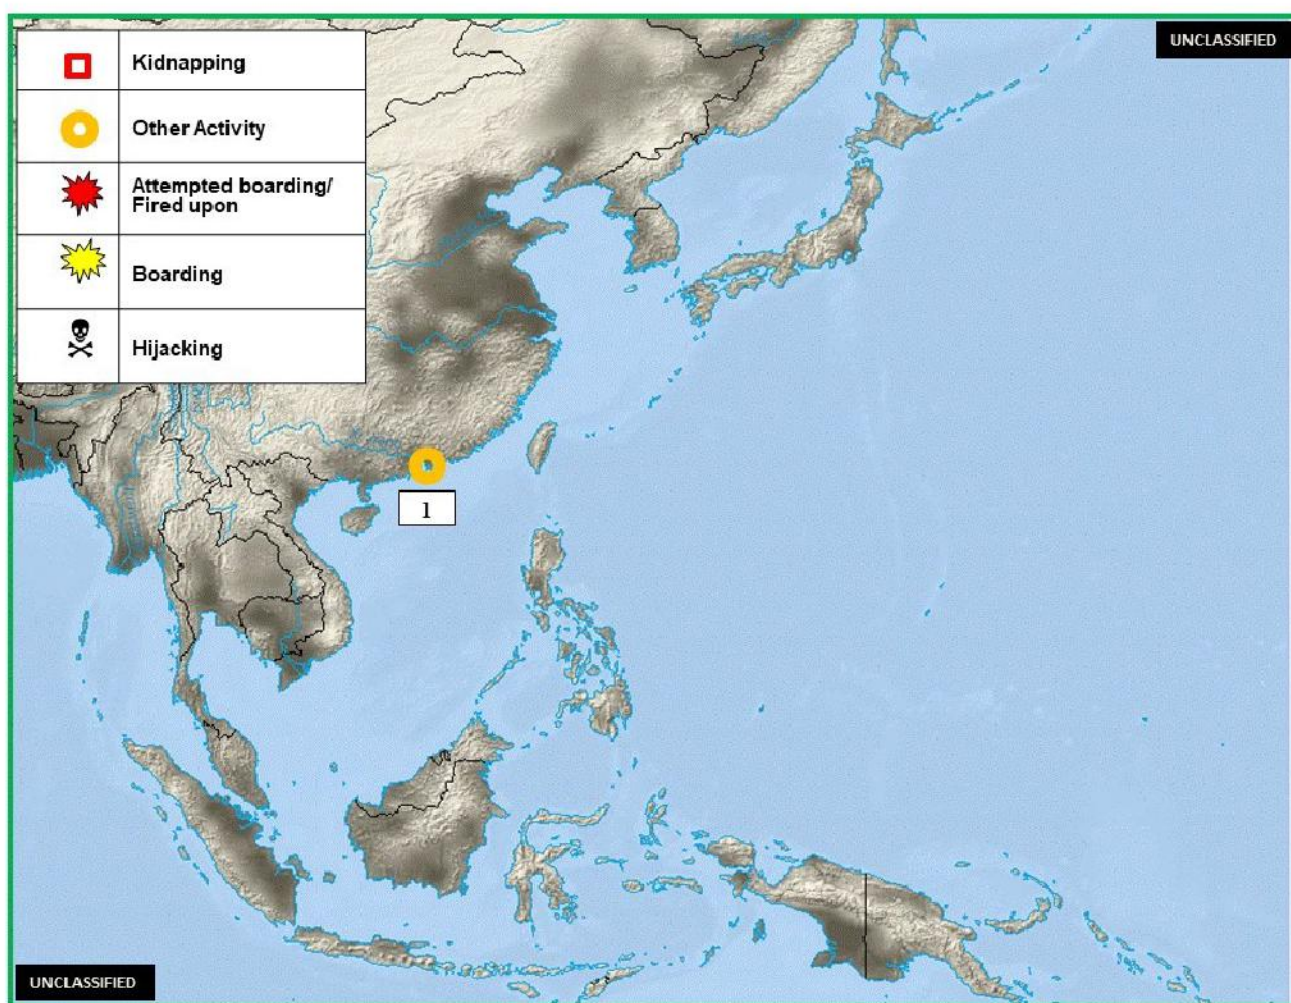 UNCLASSIFIED
Kidnapping
Other Activity
Attempted boarding/
Fired upon
Boarding
Hijacking
1
UNCLASSIFIED